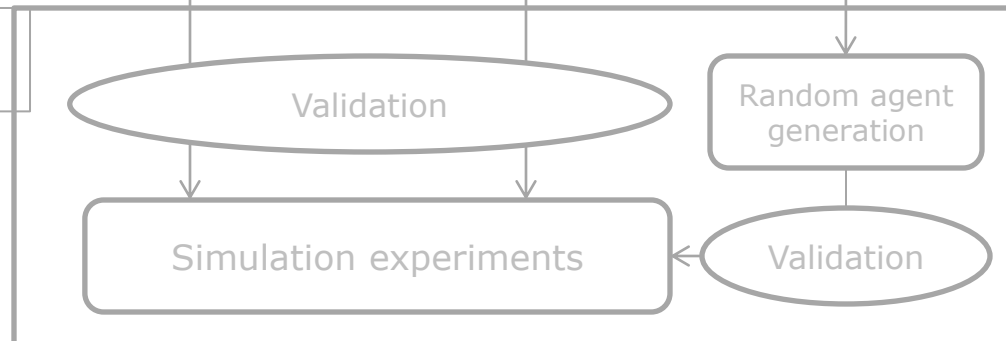 Validation
Random agent
generation
Simulation experiments
Validation